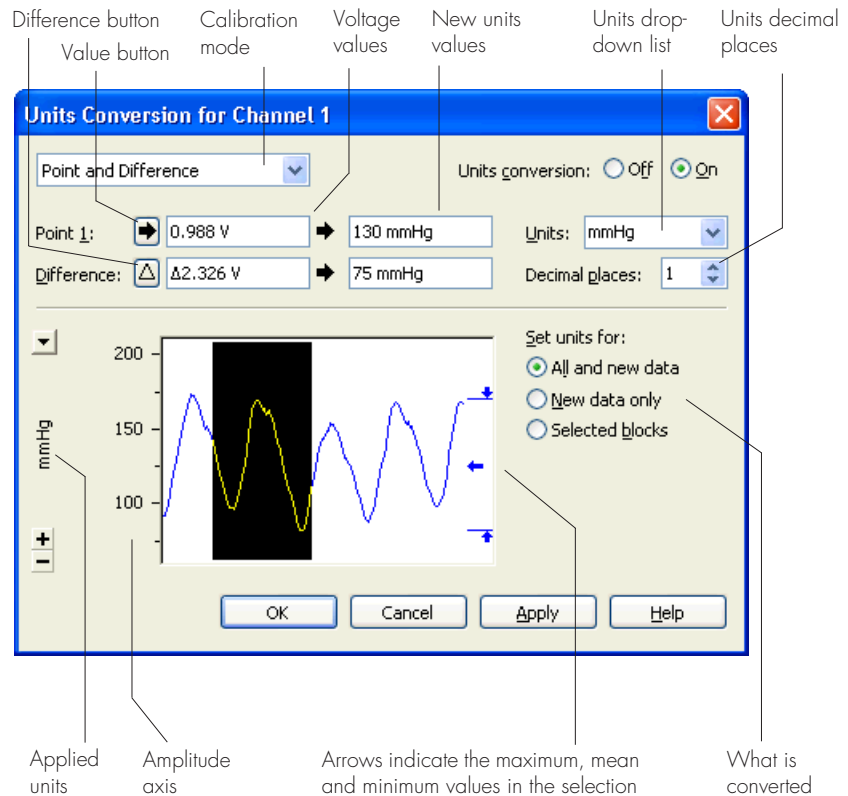 Difference button
Value button
Calibration
mode
Voltage
values
New units
values
Units drop-
down list
Units decimal
places
Units Conversion for Channel 1
Point and Difference
Units conversion: Off On
Point 1: 0.988 V 130 mmHg Units: mmHg
Difference: Δ Δ2.326 V 75 mmHg Decimal places: 1
Set units for:
All and new data
New data only
Selected blocks
200
150
100
mmHg
+
−
OK Cancel Apply Help
Applied
units
Amplitude
axis
Arrows indicate the maximum, mean
and minimum values in the selection
What is
converted